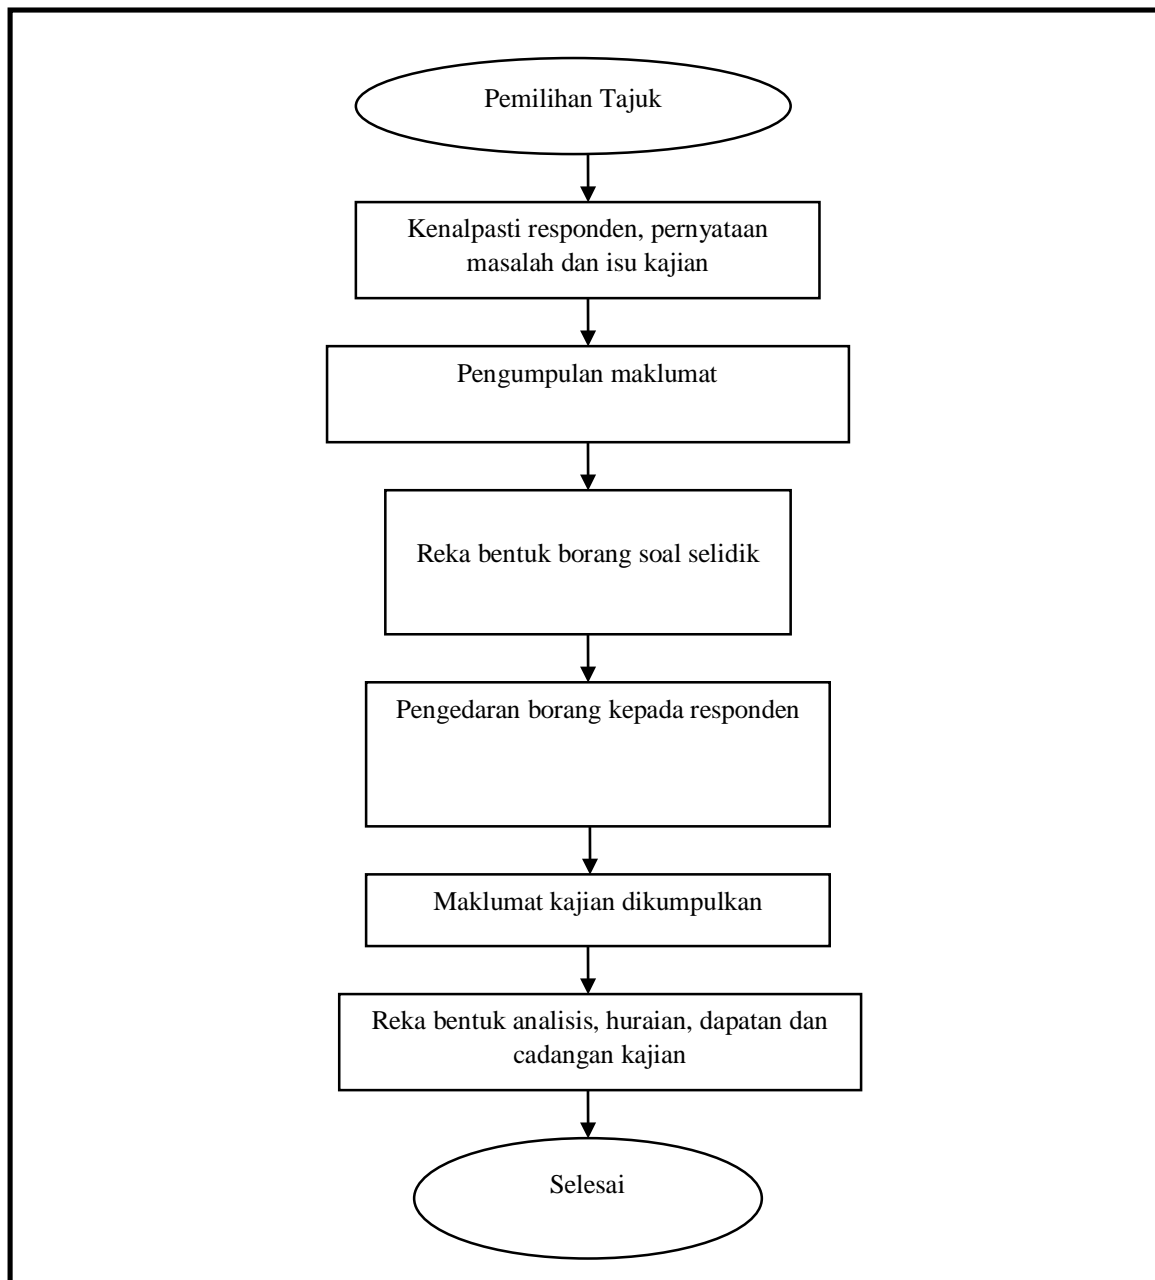 Pemilihan Tajuk
Kenalpasti responden, pernyataan
masalah dan isu kajian
Pengumpulan maklumat
Reka bentuk borang soal selidik
Pengedaran borang kepada responden
Maklumat kajian dikumpulkan
Reka bentuk analisis, huraian, dapatan dan
cadangan kajian
Selesai